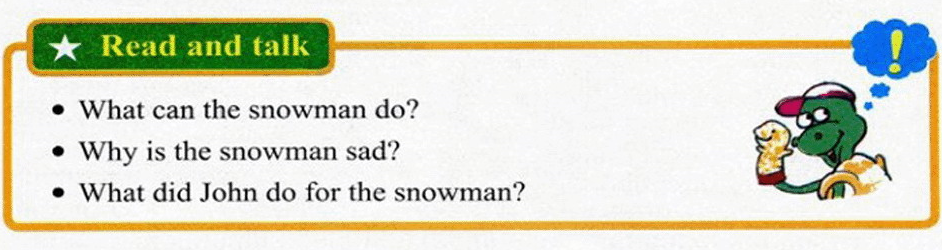 Read and talk
!
• What can the snowman do?
• Why is the snowman sad?
• What did John do for the snowman?